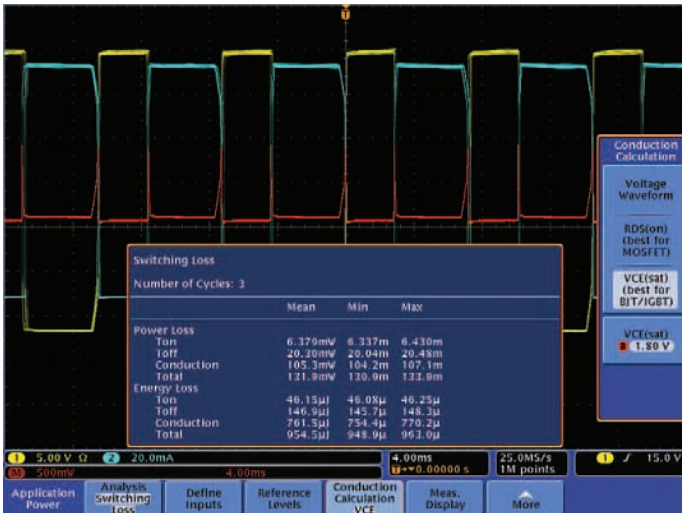 T
Conduction
Calculation
Voltage
Waveform
RDS(on)
(best for
MOSFET)
VCE(sat)
(best for
BJT/IGBT)
VCE(sat)
a 1.80 V
Switching Loss
Number of Cycles: 3
Mean Min Max
Power Loss
Ton 6.379mW 6.337m 6.430m
Toff 20.30mW 20.04m 20.48m
Conduction 105.3mW 104.2m 107.1m
Total 131.9mW 130.9m 133.9m
Energy Loss
Ton 46.15µJ 46.08µ 46.25µ
Toff 146.9µJ 145.7µ 148.3µ
Conduction 761.5µJ 754.4µ 770.2µ
Total 954.5µJ 948.9µ 963.0µ
1 5.00 V Ω 2 20.0mA 4.00ms 25.0MS/s 1 15.0 V
M 500mW 4.00ms T 0.00000 s 1M points
Application
Power
Analysis
Switching
Loss
Define
Inputs
Reference
Levels
Conduction
Calculation
VCE
Meas.
Display
More